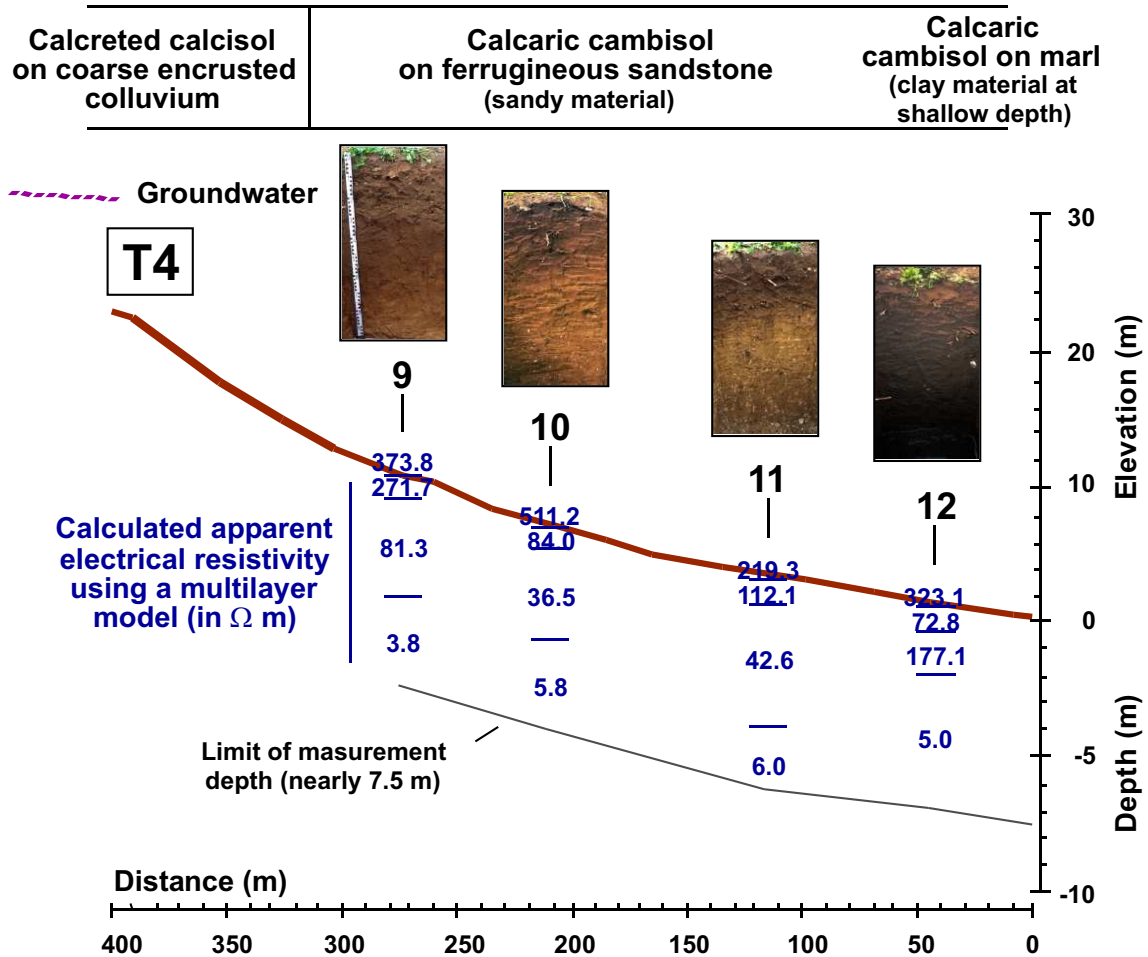 Calcreted calcisol
on coarse encrusted
colluvium
Calcaric cambisol
on ferrugineous sandstone
(sandy material)
Calcaric
cambisol on marl
(clay material at
shallow depth)
Groundwater
T4
9
10
11
12
30
20
10
0
-5
-10
Elevation (m)
Depth (m)
373.8
271.7
81.3
3.8
511.2
84.0
36.5
5.8
219.3
112.1
42.6
6.0
323.1
72.8
177.1
5.0
Calculated apparent
electrical resistivity
using a multilayer
model (in Ω m)
Limit of masurement
depth (nearly 7.5 m)
Distance (m)
400 350 300 250 200 150 100 50 0